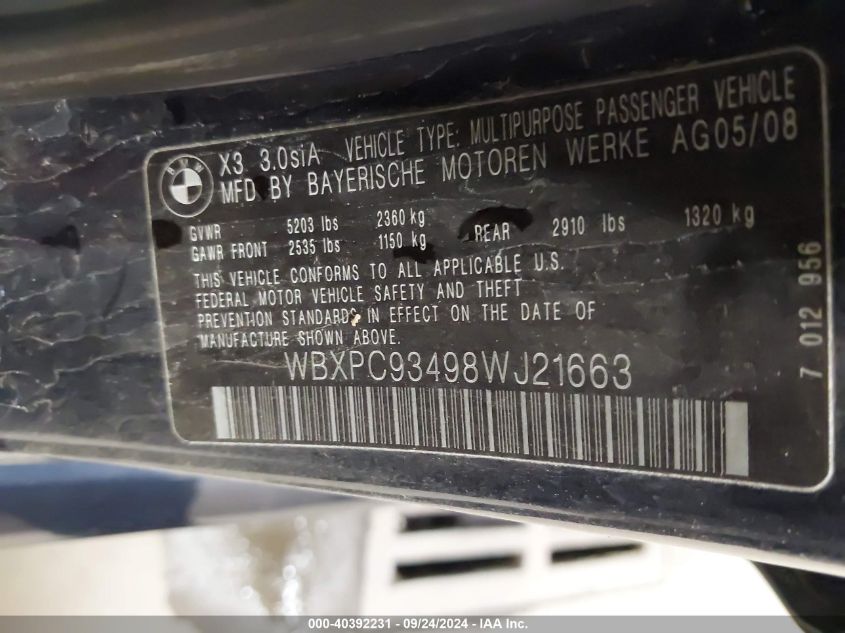 BMW
X3 3.0siA VEHICLE TYPE: MULTIPURPOSE PASSENGER VEHICLE
MFD BY BAYERISCHE MOTOREN WERKE AG 05/08
GVWR 5203 lbs 2360 kg
GAWR FRONT 2535 lbs 1150 kg REAR 2910 lbs 1320 kg
THIS VEHICLE CONFORMS TO ALL APPLICABLE U.S.
FEDERAL MOTOR VEHICLE SAFETY AND THEFT
PREVENTION STANDARDS IN EFFECT ON THE DATE OF
MANUFACTURE SHOWN ABOVE.
WBXPC93498WJ21663
7 012 956
000-40392231 - 09/24/2024 - IAA Inc.